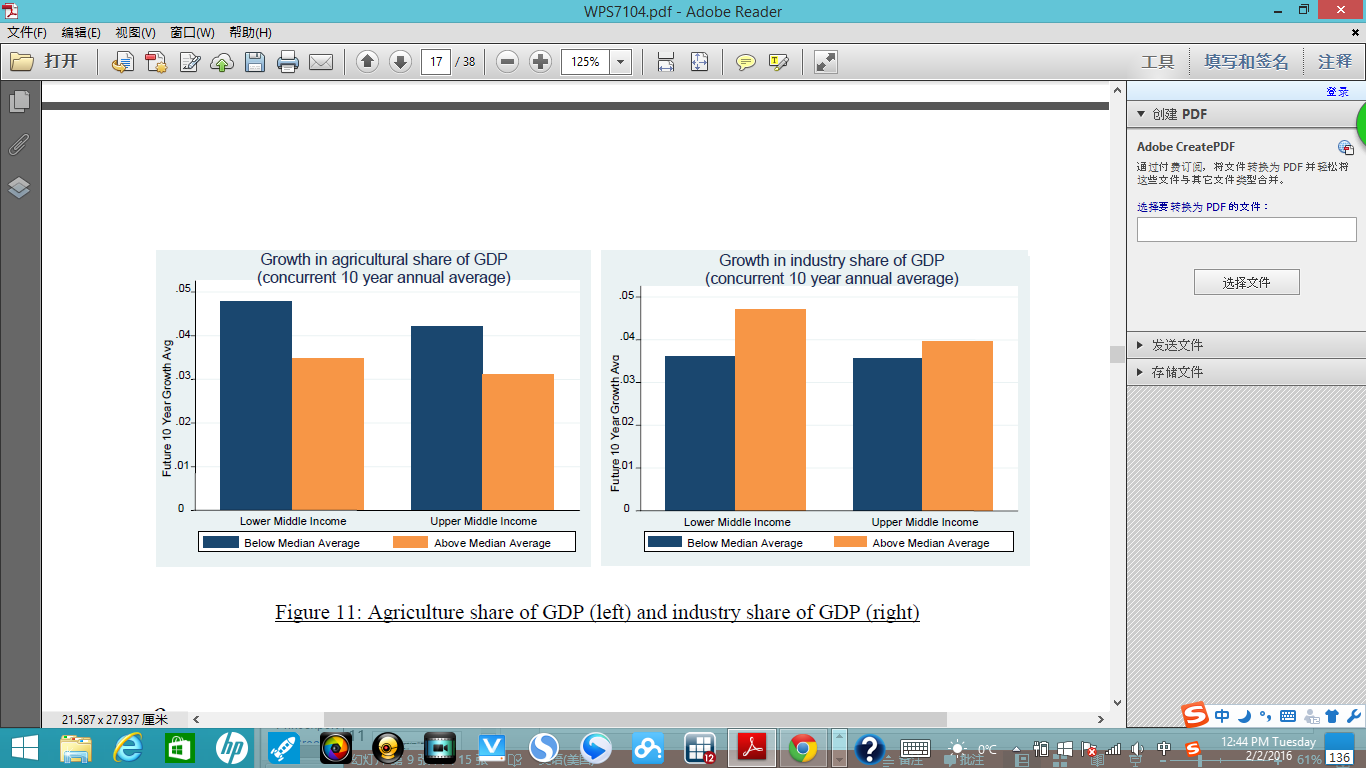 WPS7104.pdf - Adobe Reader
文件(F) 编辑(E) 视图(V) 窗口(W) 帮助(H)
打开
17 / 38
125%
工具
填写和签名
注释
登录
创建 PDF
Adobe CreatePDF
通过付费订阅，将文件转换为 PDF 并轻松将
这些文件与其它文件类型合并。
选择要转换为 PDF 的文件：
选择文件
发送文件
存储文件
Growth in agricultural share of GDP
(concurrent 10 year annual average)
Future 10 Year Growth Avg
.05
.04
.03
.02
.01
0
Lower Middle Income
Upper Middle Income
Below Median Average
Above Median Average
Growth in industry share of GDP
(concurrent 10 year annual average)
Future 10 Year Growth Avg
.05
.04
.03
.02
.01
0
Lower Middle Income
Upper Middle Income
Below Median Average
Above Median Average
Figure 11: Agriculture share of GDP (left) and industry share of GDP (right)
21.587 x 27.937 厘米
中
hp
12
0°C
中
12:44 PM Tuesday
2/2/2016
备注
批注
61%
136